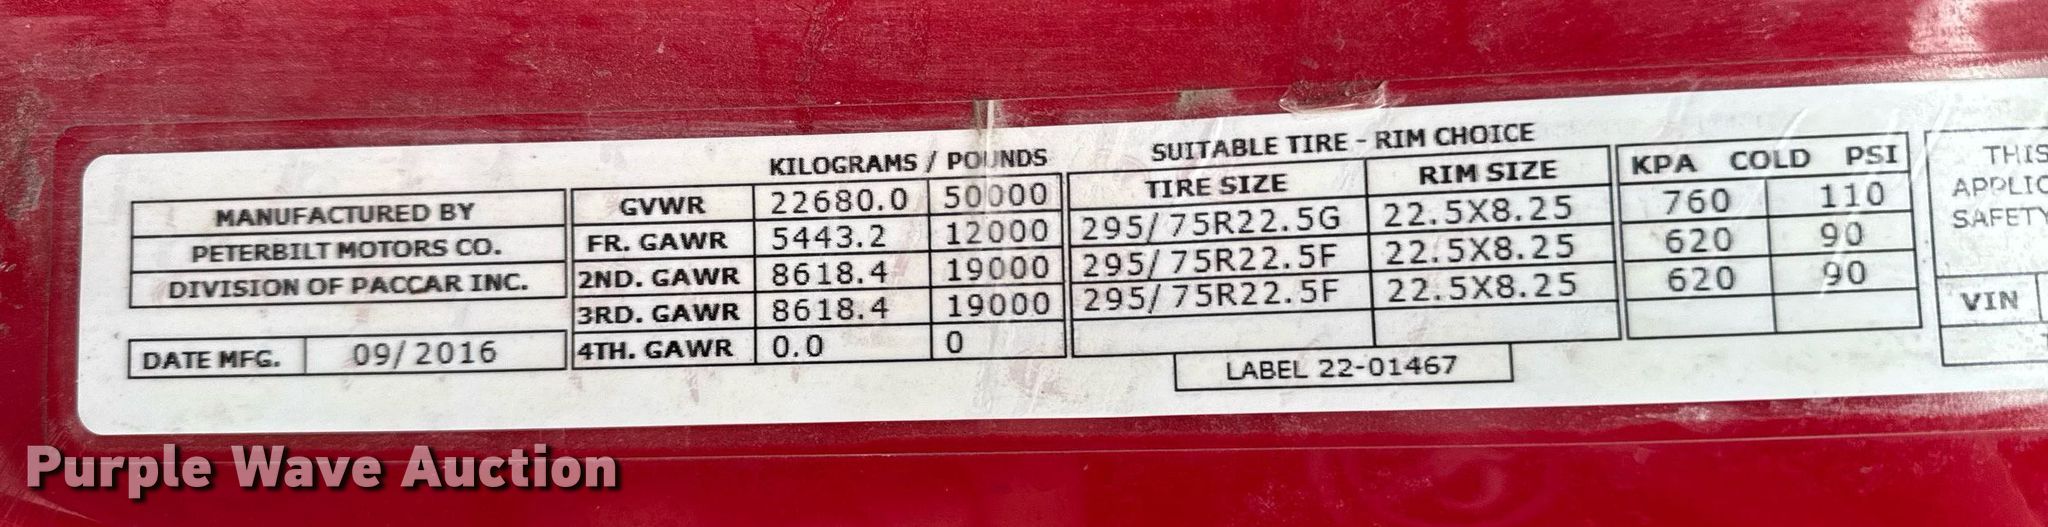 KILOGRAMS / POUNDS SUITABLE TIRE - RIM CHOICE
MANUFACTURED BY
PETERBILT MOTORS CO.
DIVISION OF PACCAR INC.
DATE MFG. 09/2016
GVWR 22680.0 50000
FR. GAWR 5443.2 12000
2ND. GAWR 8618.4 19000
3RD. GAWR 8618.4 19000
4TH. GAWR 0.0 0
TIRE SIZE RIM SIZE KPA COLD PSI
295/75R22.5G 22.5X8.25 760 110
295/75R22.5F 22.5X8.25 620 90
295/75R22.5F 22.5X8.25 620 90
LABEL 22-01467
THIS
APPLIC
SAFETY
VIN
Purple Wave Auction